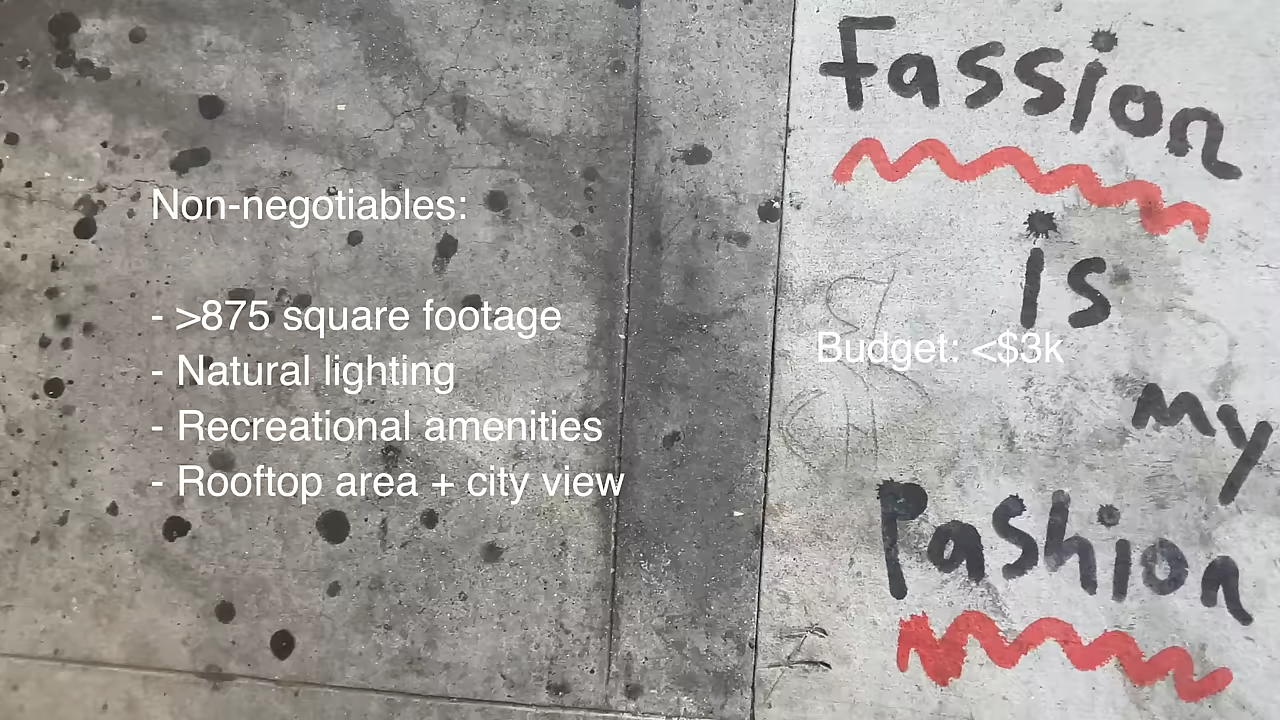 Non-negotiables:
- >875 square footage
- Natural lighting
- Recreational amenities
- Rooftop area + city view
Budget: <$3k
Fassion
is
my
Pashion